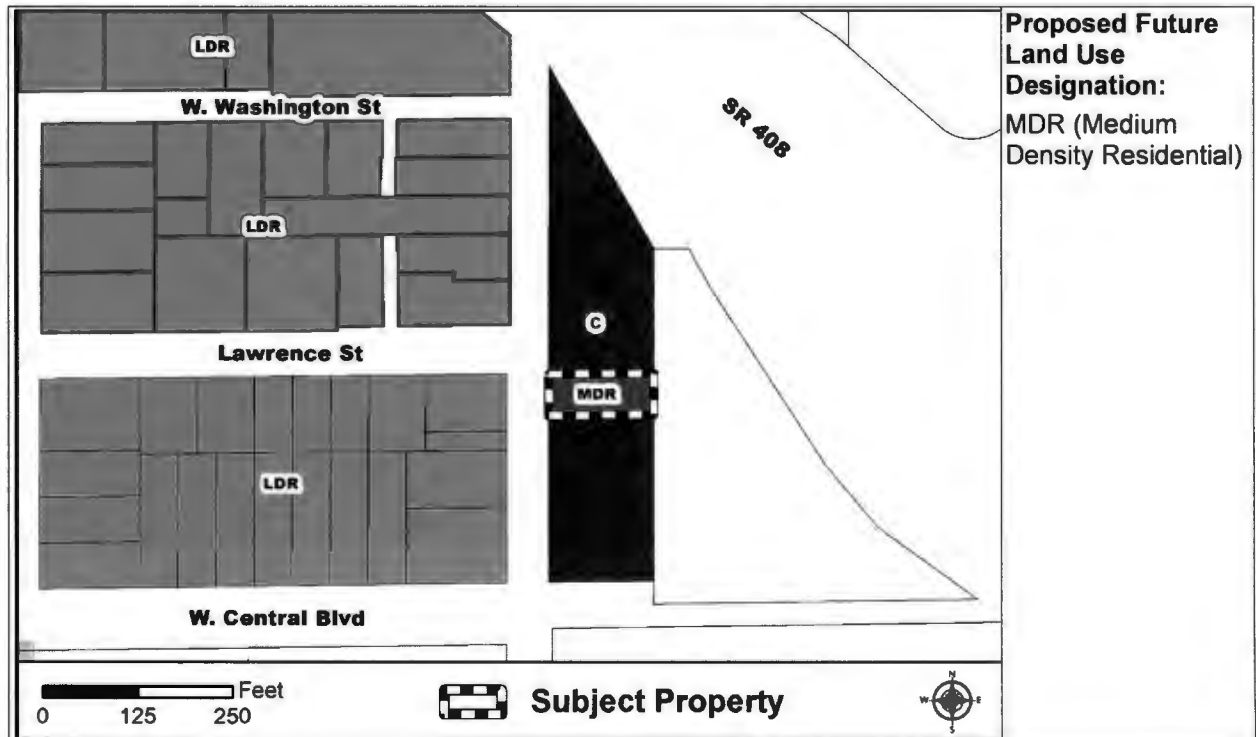 LDR
W. Washington St
SR 408
LDR
C
Lawrence St
MDR
LDR
W. Central Blvd
Feet
0 125 250
Subject Property
N
W E
S
Proposed Future
Land Use
Designation:
MDR (Medium
Density Residential)